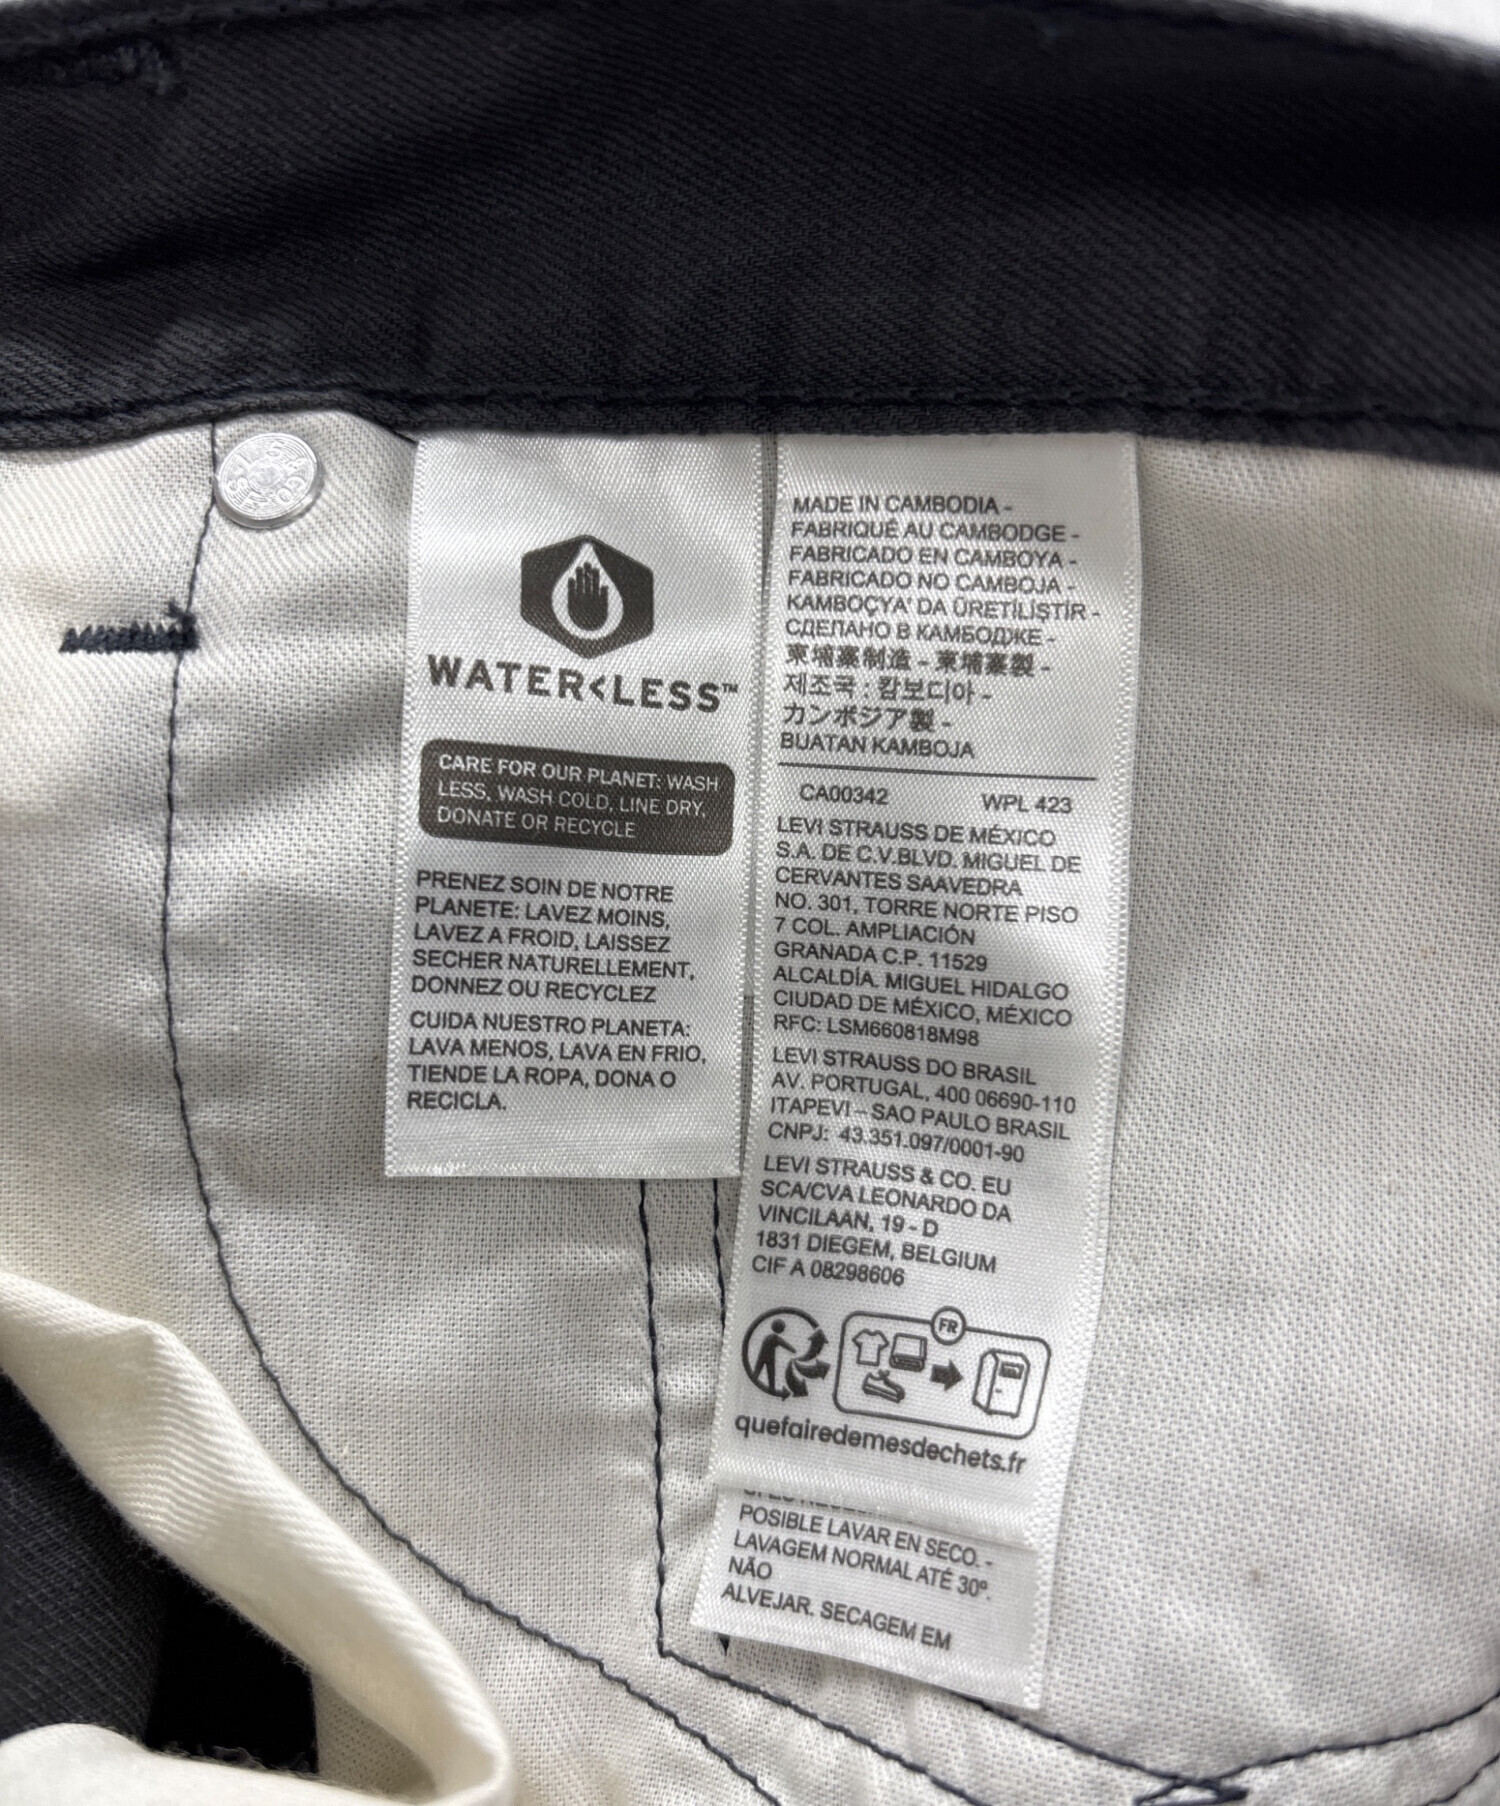 WATER<LESS™
CARE FOR OUR PLANET: WASH
LESS, WASH COLD, LINE DRY,
DONATE OR RECYCLE
PRENEZ SOIN DE NOTRE
PLANETE: LAVEZ MOINS,
LAVEZ A FROID, LAISSEZ
SECHER NATURELLEMENT,
DONNEZ OU RECYCLEZ
CUIDA NUESTRO PLANETA:
LAVA MENOS, LAVA EN FRIO,
TIENDE LA ROPA, DONA O
RECICLA.
MADE IN CAMBODIA -
FABRIQUÉ AU CAMBODGE -
FABRICADO EN CAMBOYA -
FABRICADO NO CAMBOJA -
KAMBOÇYA' DA ÜRETİLİŞTİR -
СДЕЛАНО В КАМБОДЖЕ -
柬埔寨制造 - 柬埔寨製 -
제조국 : 캄보디아 -
カンボジア製 -
BUATAN KAMBOJA
CA00342 WPL 423
LEVI STRAUSS DE MÉXICO
S.A. DE C.V.BLVD. MIGUEL DE
CERVANTES SAAVEDRA
NO. 301, TORRE NORTE PISO
7 COL. AMPLIACIÓN
GRANADA C.P. 11529
ALCALDÍA. MIGUEL HIDALGO
CIUDAD DE MÉXICO, MÉXICO
RFC: LSM660818M98
LEVI STRAUSS DO BRASIL
AV. PORTUGAL, 400 06690-110
ITAPEVI – SAO PAULO BRASIL
CNPJ: 43.351.097/0001-90
LEVI STRAUSS & CO. EU
SCA/CVA LEONARDO DA
VINCILAAN, 19 - D
1831 DIEGEM, BELGIUM
CIF A 08298606
FR
quefairedemesdechets.fr
POSIBLE LAVAR EN SECO. -
LAVAGEM NORMAL ATÉ 30º.
NÃO
ALVEJAR. SECAGEM EM